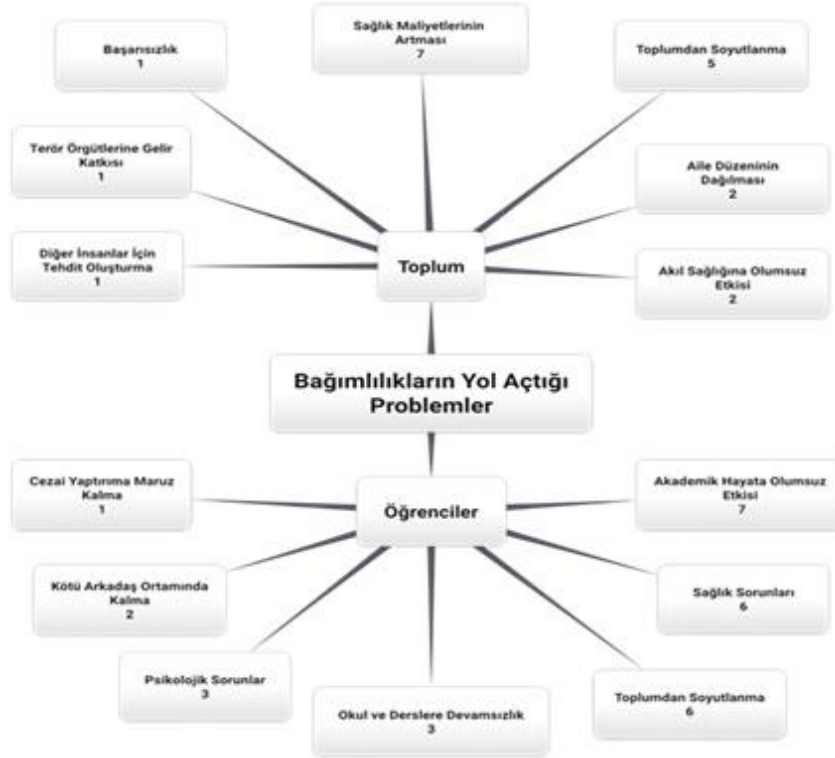 Sağlık Maliyetlerinin
Artması
7
Başarısızlık
1
Toplumdan Soyutlanma
5
Terör Örgütlerine Gelir
Katkısı
1
Aile Düzeninin
Dağılması
2
Diğer İnsanlar İçin
Tehdit Oluşturma
1
Toplum
Akıl Sağlığına Olumsuz
Etkisi
2
Bağımlılıkların Yol Açtığı
Problemler
Cezai Yaptırıma Maruz
Kalma
1
Öğrenciler
Akademik Hayata Olumsuz
Etkisi
7
Kötü Arkadaş Ortamında
Kalma
2
Sağlık Sorunları
6
Psikolojik Sorunlar
3
Okul ve Derslere Devamsızlık
3
Toplumdan Soyutlanma
6